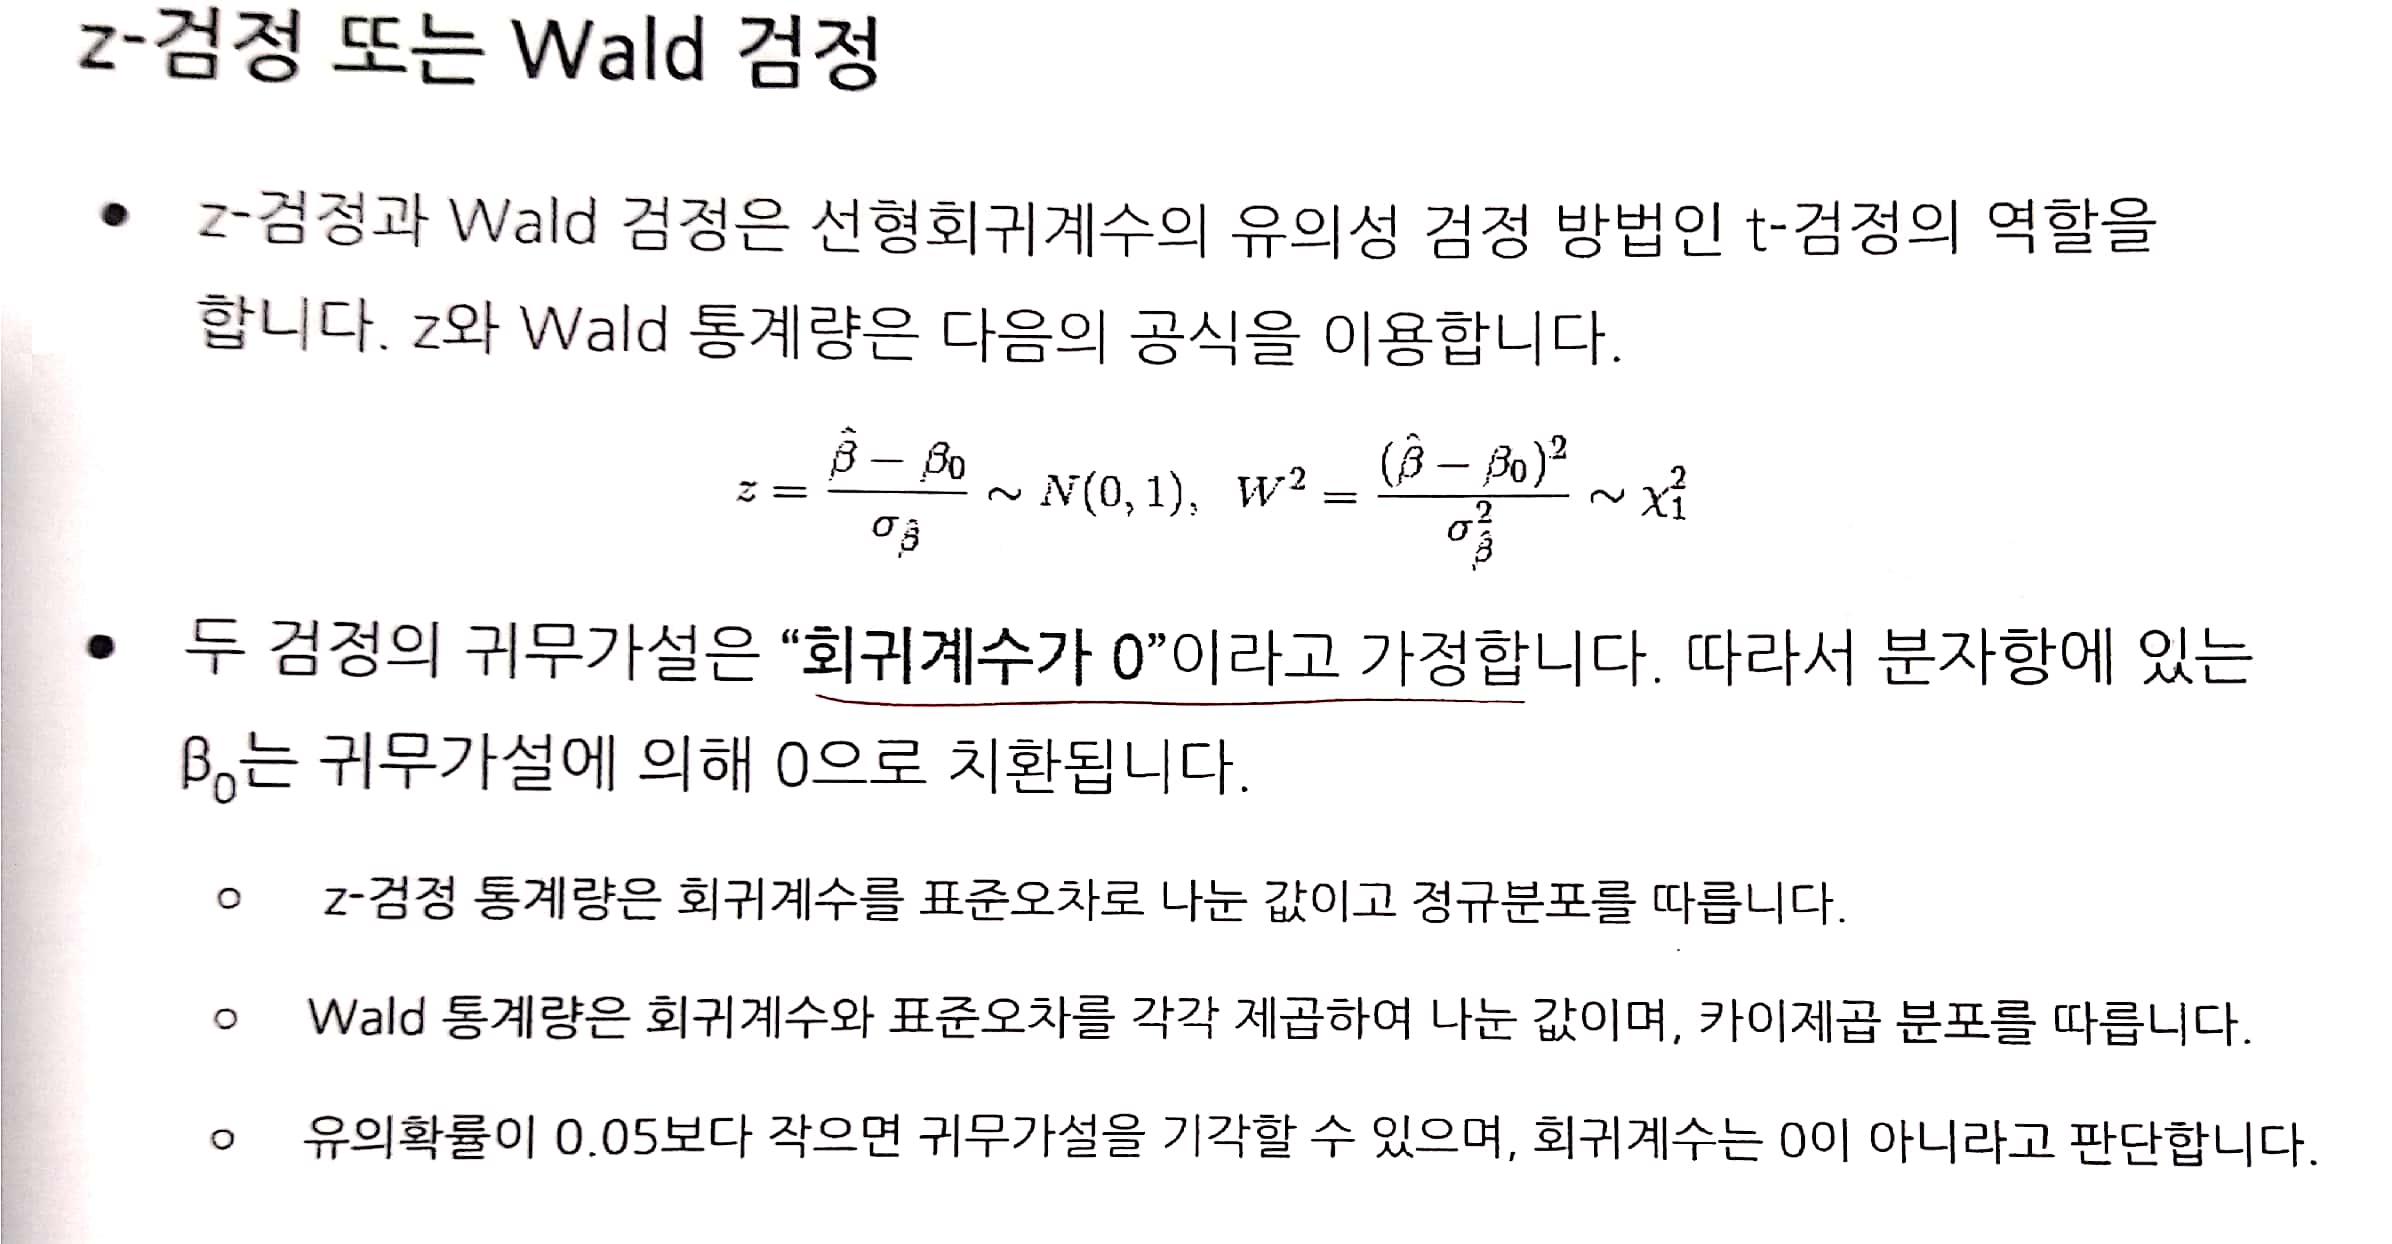 z-검정 또는 Wald 검정
• z-검정과 Wald 검정은 선형회귀계수의 유의성 검정 방법인 t-검정의 역할을
합니다. z와 Wald 통계량은 다음의 공식을 이용합니다.
$z = \frac{\hat{\beta} - \beta_0}{\sigma_{\hat{\beta}}} \sim N(0, 1), \; W^2 = \frac{(\hat{\beta} - \beta_0)^2}{\sigma_{\hat{\beta}}^2} \sim \chi_1^2$
• 두 검정의 귀무가설은 “회귀계수가 0”이라고 가정합니다. 따라서 분자항에 있는
β₀는 귀무가설에 의해 0으로 치환됩니다.
○ z-검정 통계량은 회귀계수를 표준오차로 나눈 값이고 정규분포를 따릅니다.
○ Wald 통계량은 회귀계수와 표준오차를 각각 제곱하여 나눈 값이며, 카이제곱 분포를 따릅니다.
○ 유의확률이 0.05보다 작으면 귀무가설을 기각할 수 있으며, 회귀계수는 0이 아니라고 판단합니다.